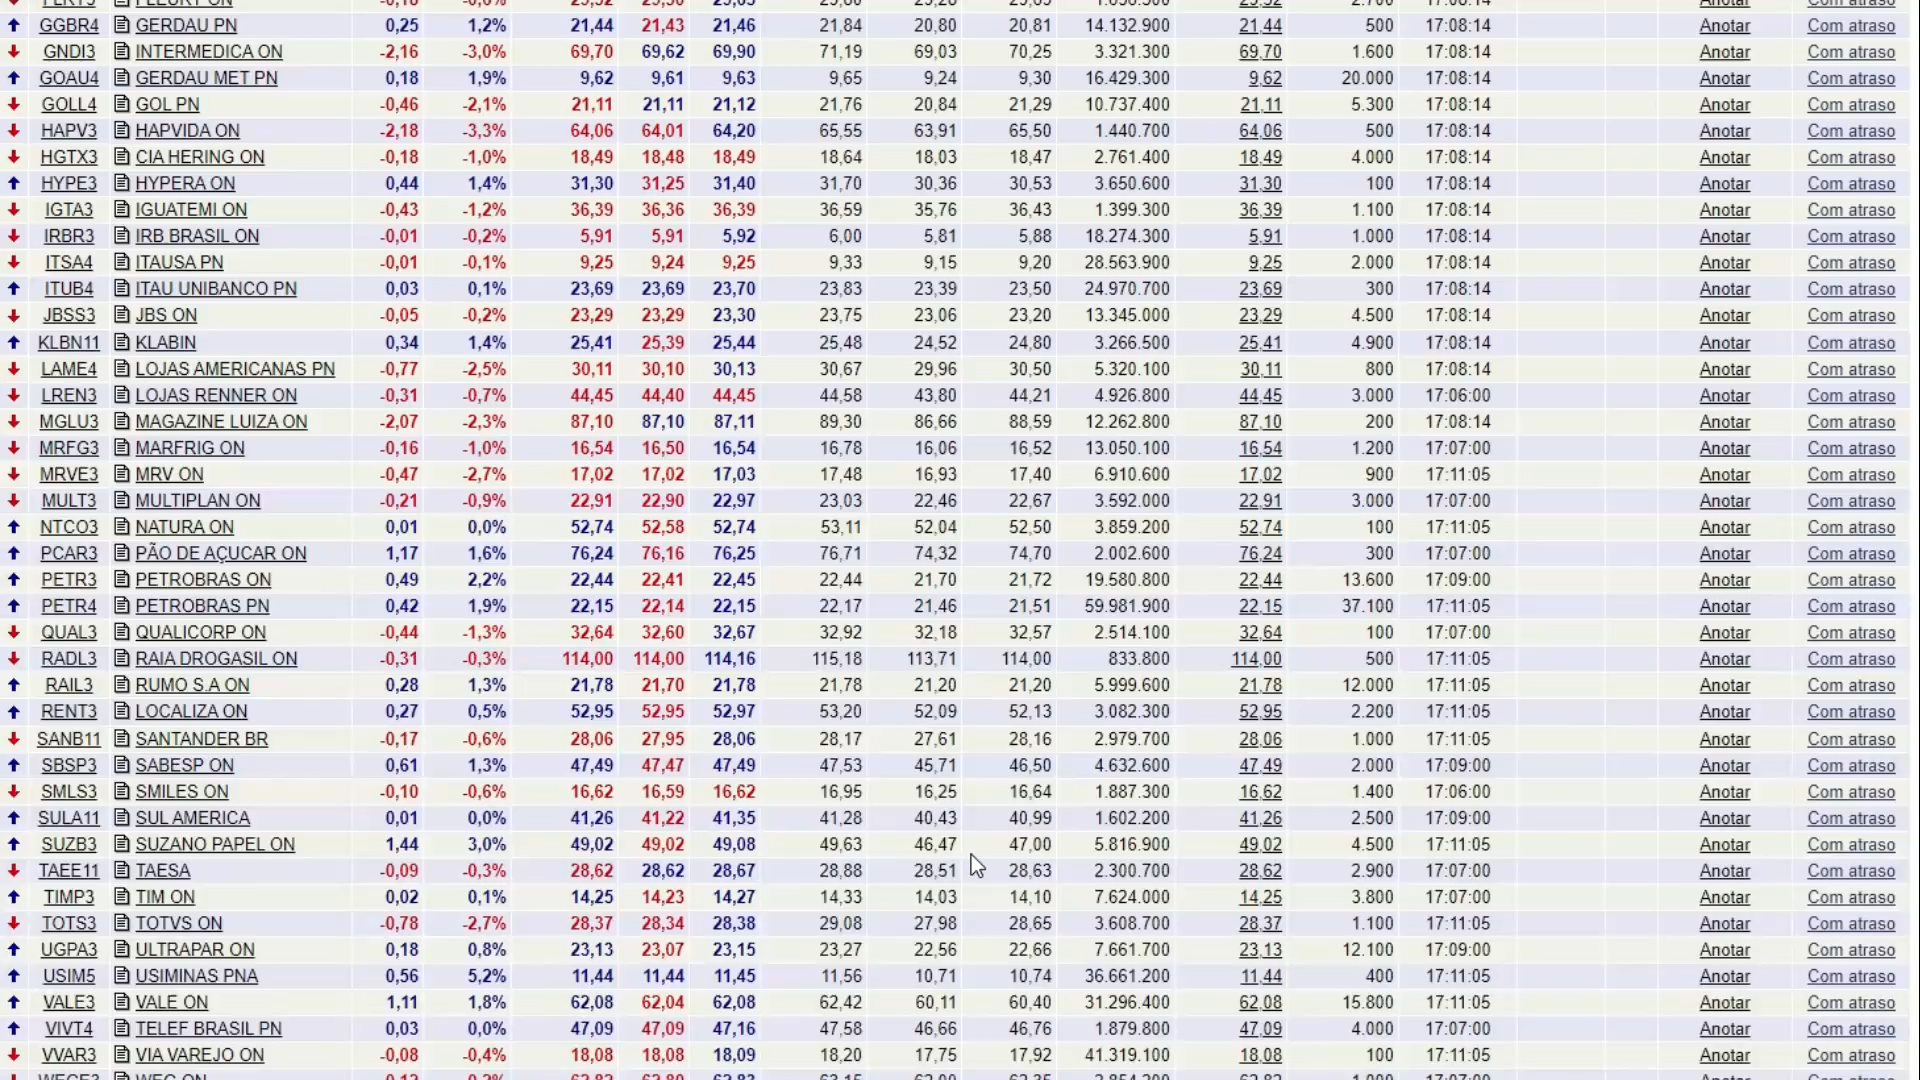 GGBR4 GERDAU PN 0,25 1,2% 21,44 21,43 21,46 21,84 20,80 20,81 14.132.900 21,44 500 17:08:14 Anotar Com atraso
GNDI3 INTERMEDICA ON -2,16 -3,0% 69,70 69,62 69,90 71,19 69,03 70,25 3.321.300 69,70 1.600 17:08:14 Anotar Com atraso
GOAU4 GERDAU MET PN 0,18 1,9% 9,62 9,61 9,63 9,65 9,24 9,30 16.429.300 9,62 20.000 17:08:14 Anotar Com atraso
GOLL4 GOL PN -0,46 -2,1% 21,11 21,11 21,12 21,76 20,84 21,29 10.737.400 21,11 5.300 17:08:14 Anotar Com atraso
HAPV3 HAPVIDA ON -2,18 -3,3% 64,06 64,01 64,20 65,55 63,91 65,50 1.440.700 64,06 500 17:08:14 Anotar Com atraso
HGTX3 CIA HERING ON -0,18 -1,0% 18,49 18,48 18,49 18,64 18,03 18,47 2.761.400 18,49 4.000 17:08:14 Anotar Com atraso
HYPE3 HYPERA ON 0,44 1,4% 31,30 31,25 31,40 31,70 30,36 30,53 3.650.600 31,30 100 17:08:14 Anotar Com atraso
IGTA3 IGUATEMI ON -0,43 -1,2% 36,39 36,36 36,39 36,59 35,76 36,43 1.399.300 36,39 1.100 17:08:14 Anotar Com atraso
IRBR3 IRB BRASIL ON -0,01 -0,2% 5,91 5,91 5,92 6,00 5,81 5,88 18.274.300 5,91 1.000 17:08:14 Anotar Com atraso
ITSA4 ITAUSA PN -0,01 -0,1% 9,25 9,24 9,25 9,33 9,15 9,20 28.563.900 9,25 2.000 17:08:14 Anotar Com atraso
ITUB4 ITAU UNIBANCO PN 0,03 0,1% 23,69 23,69 23,70 23,83 23,39 23,50 24.970.700 23,69 300 17:08:14 Anotar Com atraso
JBSS3 JBS ON -0,05 -0,2% 23,29 23,29 23,30 23,75 23,06 23,20 13.345.000 23,29 4.500 17:08:14 Anotar Com atraso
KLBN11 KLABIN 0,34 1,4% 25,41 25,39 25,44 25,48 24,52 24,80 3.266.500 25,41 4.900 17:08:14 Anotar Com atraso
LAME4 LOJAS AMERICANAS PN -0,77 -2,5% 30,11 30,10 30,13 30,67 29,96 30,50 5.320.100 30,11 800 17:08:14 Anotar Com atraso
LREN3 LOJAS RENNER ON -0,31 -0,7% 44,45 44,40 44,45 44,58 43,80 44,21 4.926.800 44,45 3.000 17:06:00 Anotar Com atraso
MGLU3 MAGAZINE LUIZA ON -2,07 -2,3% 87,10 87,10 87,11 89,30 86,66 88,59 12.262.800 87,10 200 17:08:14 Anotar Com atraso
MRFG3 MARFRIG ON -0,16 -1,0% 16,54 16,50 16,54 16,78 16,06 16,52 13.050.100 16,54 1.200 17:07:00 Anotar Com atraso
MRVE3 MRV ON -0,47 -2,7% 17,02 17,02 17,03 17,48 16,93 17,40 6.910.600 17,02 900 17:11:05 Anotar Com atraso
MULT3 MULTIPLAN ON -0,21 -0,9% 22,91 22,90 22,97 23,03 22,46 22,67 3.592.000 22,91 3.000 17:07:00 Anotar Com atraso
NTCO3 NATURA ON 0,01 0,0% 52,74 52,58 52,74 53,11 52,04 52,50 3.859.200 52,74 100 17:11:05 Anotar Com atraso
PCAR3 PÃO DE AÇUCAR ON 1,17 1,6% 76,24 76,16 76,25 76,71 74,32 74,70 2.002.600 76,24 300 17:07:00 Anotar Com atraso
PETR3 PETROBRAS ON 0,49 2,2% 22,44 22,41 22,45 22,44 21,70 21,72 19.580.800 22,44 13.600 17:09:00 Anotar Com atraso
PETR4 PETROBRAS PN 0,42 1,9% 22,15 22,14 22,15 22,17 21,46 21,51 59.981.900 22,15 37.100 17:11:05 Anotar Com atraso
QUAL3 QUALICORP ON -0,44 -1,3% 32,64 32,60 32,67 32,92 32,18 32,57 2.514.100 32,64 100 17:07:00 Anotar Com atraso
RADL3 RAIA DROGASIL ON -0,31 -0,3% 114,00 114,00 114,16 115,18 113,71 114,00 833.800 114,00 500 17:11:05 Anotar Com atraso
RAIL3 RUMO S.A ON 0,28 1,3% 21,78 21,70 21,78 21,78 21,20 21,20 5.999.600 21,78 12.000 17:11:05 Anotar Com atraso
RENT3 LOCALIZA ON 0,27 0,5% 52,95 52,95 52,97 53,20 52,09 52,13 3.082.300 52,95 2.200 17:11:05 Anotar Com atraso
SANB11 SANTANDER BR -0,17 -0,6% 28,06 27,95 28,06 28,17 27,61 28,16 2.979.700 28,06 1.000 17:11:05 Anotar Com atraso
SBSP3 SABESP ON 0,61 1,3% 47,49 47,47 47,49 47,53 45,71 46,50 4.632.600 47,49 2.000 17:09:00 Anotar Com atraso
SMLS3 SMILES ON -0,10 -0,6% 16,62 16,59 16,62 16,95 16,25 16,64 1.887.300 16,62 1.400 17:06:00 Anotar Com atraso
SULA11 SUL AMERICA 0,01 0,0% 41,26 41,22 41,35 41,28 40,43 40,99 1.602.200 41,26 2.500 17:09:00 Anotar Com atraso
SUZB3 SUZANO PAPEL ON 1,44 3,0% 49,02 49,02 49,08 49,63 46,47 47,00 5.816.900 49,02 4.500 17:11:05 Anotar Com atraso
TAEE11 TAESA -0,09 -0,3% 28,62 28,62 28,67 28,88 28,51 28,63 2.300.700 28,62 2.900 17:11:05 Anotar Com atraso
TIMP3 TIM ON 0,02 0,1% 14,25 14,23 14,27 14,33 14,03 14,10 7.624.000 14,25 3.800 17:07:00 Anotar Com atraso
TOTS3 TOTVS ON -0,78 -2,7% 28,37 28,34 28,38 29,08 27,98 28,65 3.608.700 28,37 1.100 17:11:05 Anotar Com atraso
UGPA3 ULTRAPAR ON 0,18 0,8% 23,13 23,07 23,15 23,27 22,56 22,66 7.661.700 23,13 12.100 17:09:00 Anotar Com atraso
USIM5 USIMINAS PNA 0,56 5,2% 11,44 11,44 11,45 11,56 10,71 10,74 36.661.200 11,44 400 17:11:05 Anotar Com atraso
VALE3 VALE ON 1,11 1,8% 62,08 62,04 62,08 62,42 60,11 60,40 31.296.400 62,08 15.800 17:11:05 Anotar Com atraso
VIVT4 TELEF BRASIL PN 0,03 0,0% 47,09 47,09 47,16 47,58 46,66 46,76 1.879.800 47,09 4.000 17:07:00 Anotar Com atraso
VVAR3 VIA VAREJO ON -0,08 -0,4% 18,08 18,08 18,09 18,20 17,75 17,92 41.319.100 18,08 100 17:11:05 Anotar Com atraso